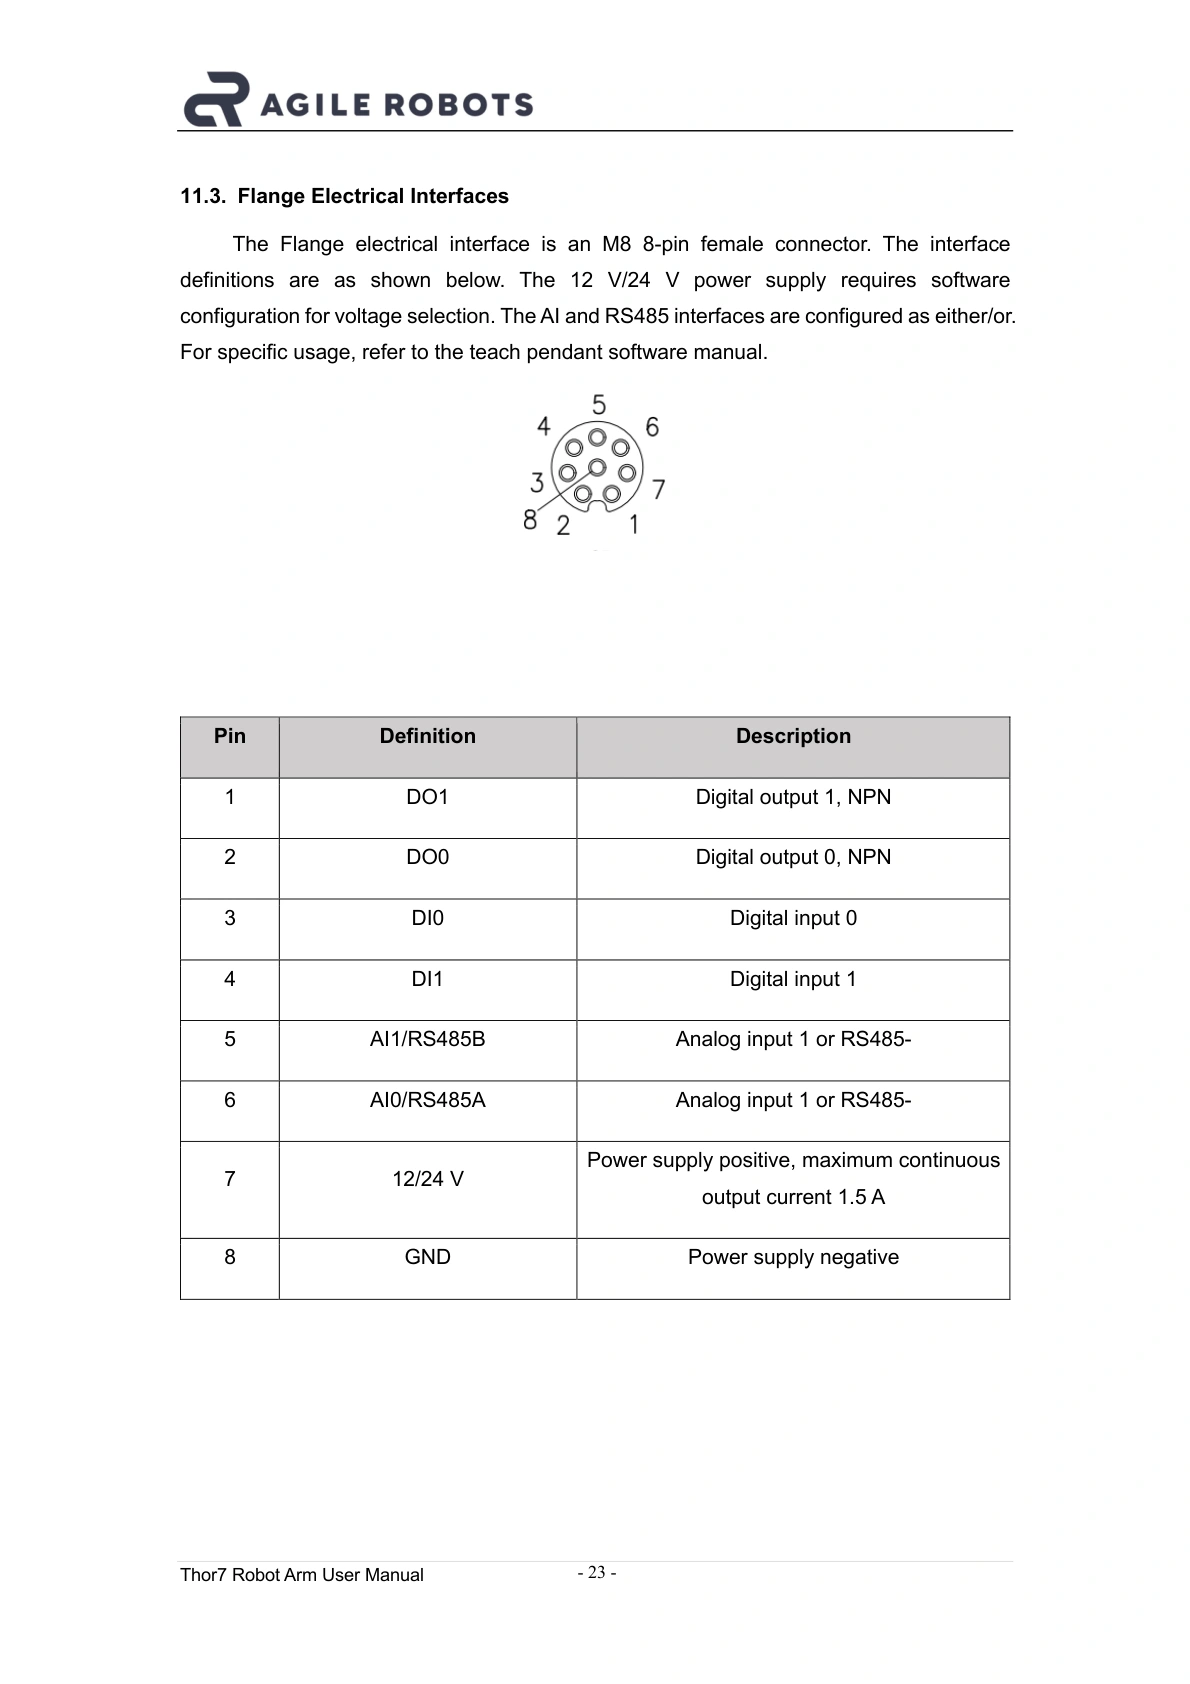 AGILE ROBOTS
11.3. Flange Electrical Interfaces
The Flange electrical interface is an M8 8-pin female connector. The interface
definitions are as shown below. The 12 V/24 V power supply requires software
configuration for voltage selection. The AI and RS485 interfaces are configured as either/or.
For specific usage, refer to the teach pendant software manual.
5
4 6
3 7
8 2 1
Pin Definition Description
1 DO1 Digital output 1, NPN
2 DO0 Digital output 0, NPN
3 DI0 Digital input 0
4 DI1 Digital input 1
5 AI1/RS485B Analog input 1 or RS485-
6 AI0/RS485A Analog input 1 or RS485-
7 12/24 V Power supply positive, maximum continuous
output current 1.5 A
8 GND Power supply negative
Thor7 Robot Arm User Manual - 23 -